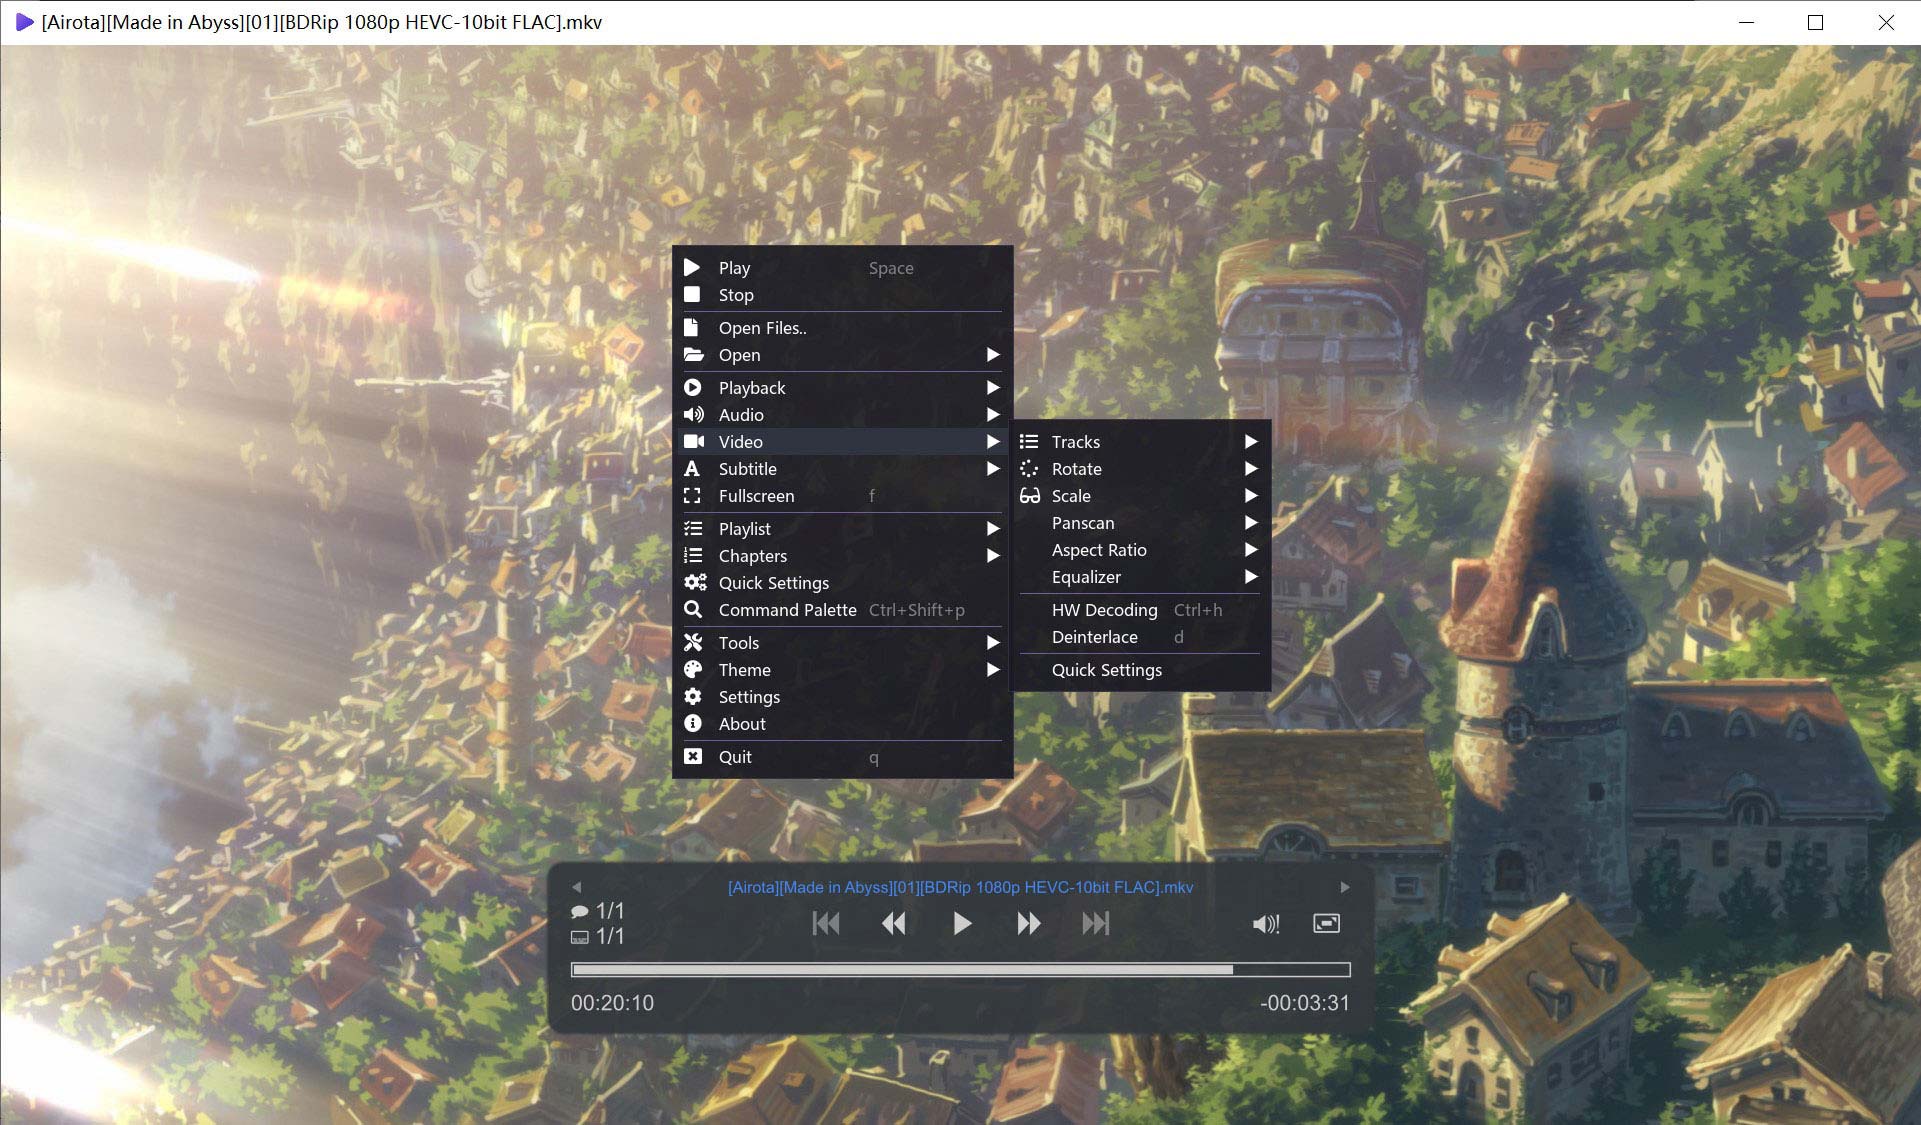 [Airota][Made in Abyss][01][BDRip 1080p HEVC-10bit FLAC].mkv
Play Space
Stop
Open Files..
Open
Playback
Audio
Video
Subtitle
Fullscreen f
Playlist
Chapters
Quick Settings
Command Palette Ctrl+Shift+p
Tools
Theme
Settings
About
Quit q
Tracks
Rotate
Scale
Panscan
Aspect Ratio
Equalizer
HW Decoding Ctrl+h
Deinterlace d
Quick Settings
[Airota][Made in Abyss][01][BDRip 1080p HEVC-10bit FLAC].mkv
1/1
1/1
00:20:10
-00:03:31